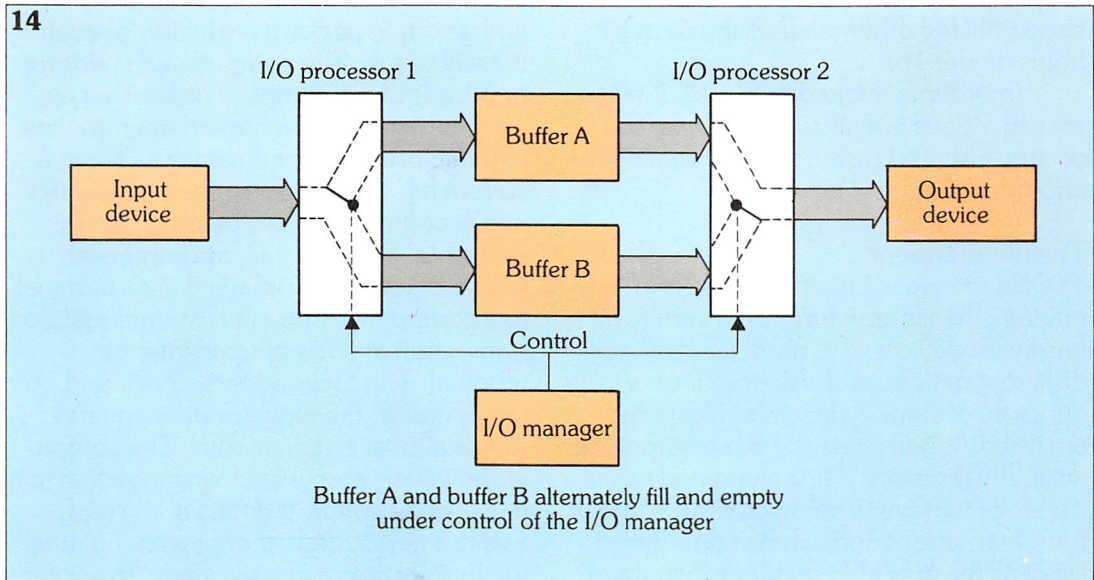 14
I/O processor 1
I/O processor 2
Input
device
Buffer A
Buffer B
Output
device
Control
I/O manager
Buffer A and buffer B alternately fill and empty
under control of the I/O manager